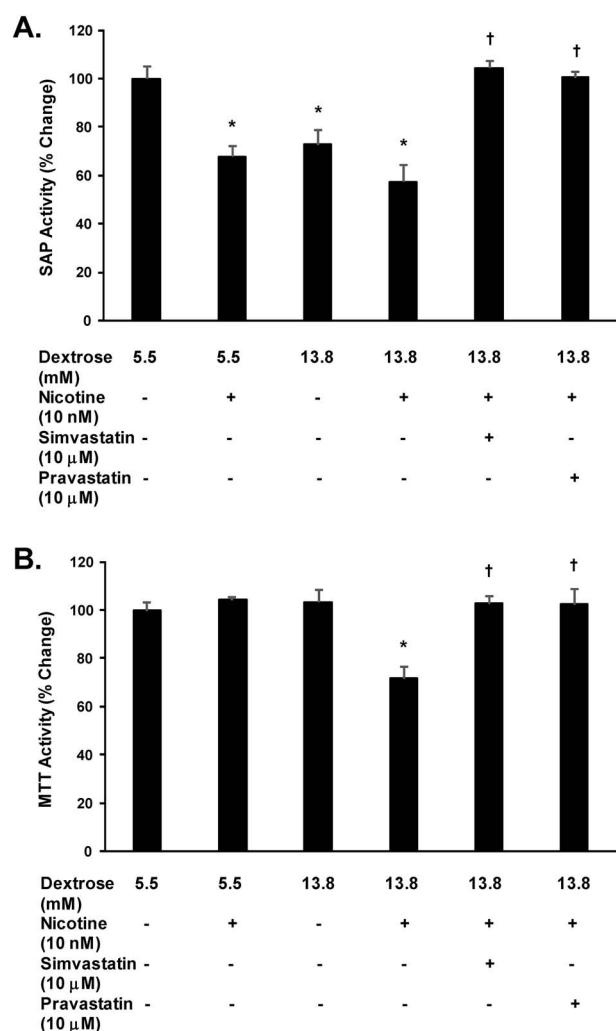 A.
†
†
*
*
*
120
100
80
60
40
20
0
SAP Activity (% Change)
Dextrose 5.5 5.5 13.8 13.8 13.8 13.8
(mM)
Nicotine - + - + + +
(10 nM)
Simvastatin - - - - + -
(10 μM)
Pravastatin - - - - - +
(10 μM)
B.
†
†
*
120
100
80
60
40
20
0
MTT Activity (% Change)
Dextrose 5.5 5.5 13.8 13.8 13.8 13.8
(mM)
Nicotine - + - + + +
(10 nM)
Simvastatin - - - - + -
(10 μM)
Pravastatin - - - - - +
(10 μM)